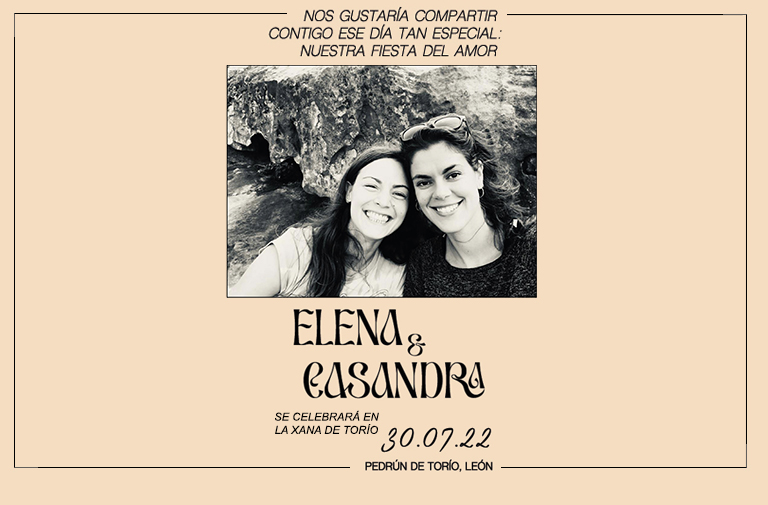 NOS GUSTARÍA COMPARTIR
CONTIGO ESE DÍA TAN ESPECIAL:
NUESTRA FIESTA DEL AMOR
ELENA &
CASANDRA
SE CELEBRARÁ EN
LA XANA DE TORÍO
30.07.22
PEDRÚN DE TORÍO, LEÓN